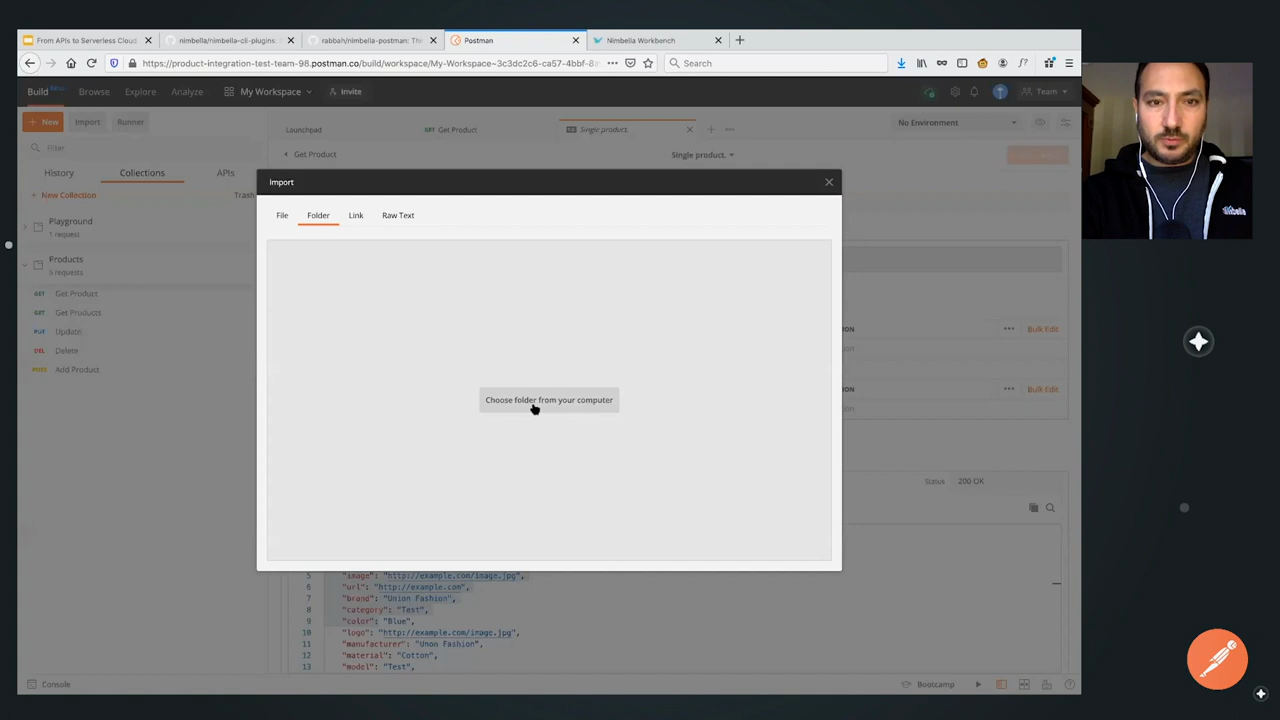 From APIs to Serverless Cloud
nimbella/nimbella-cli-plugins:
rabbah/nimbella-postman: The
Postman
Nimbella Workbench
https://product-integration-test-team-98.postman.co/build/workspace/My-Workspace~3c3dc2c6-ca57-4bbf-8
Search
Build
Browse
Explore
Analyze
My Workspace
Invite
Team
New
Import
Runner
Launchpad
GET Get Product
Single product.
No Environment
Filter
Get Product
Single product.
History
Collections
APIs
New Collection
Trash
Playground
1 request
Products
5 requests
GET Get Product
GET Get Products
PUT Update
DEL Delete
POST Add Product
Import
File
Folder
Link
Raw Text
Choose folder from your computer
Bulk Edit
Bulk Edit
Status 200 OK
5 "image": "http://example.com/image.jpg",
6 "url": "http://example.com",
7 "brand": "Union Fashion",
8 "category": "Test",
9 "color": "Blue",
10 "logo": "http://example.com/image.jpg",
11 "manufacturer": "Unon Fashion",
12 "material": "Cotton",
13 "model": "Test",
Console
Bootcamp
nimbella